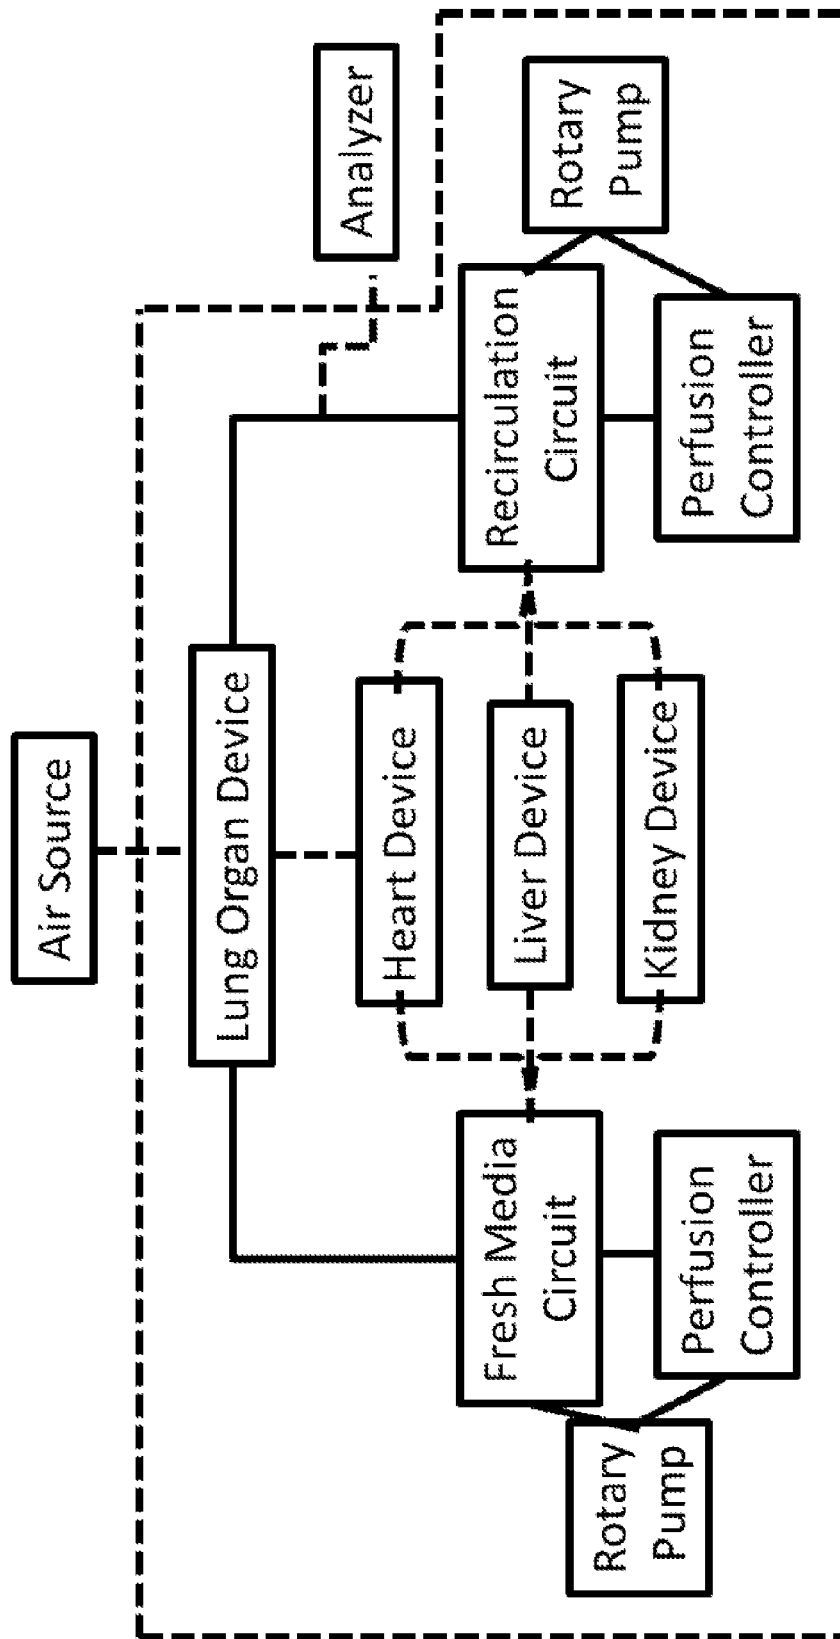 Air Source
Lung Organ Device
Analyzer
Heart Device
Fresh Media
Circuit
Liver Device
Recirculation
Circuit
Rotary
Pump
Kidney Device
Rotary
Pump
Perfusion
Controller
Perfusion
Controller